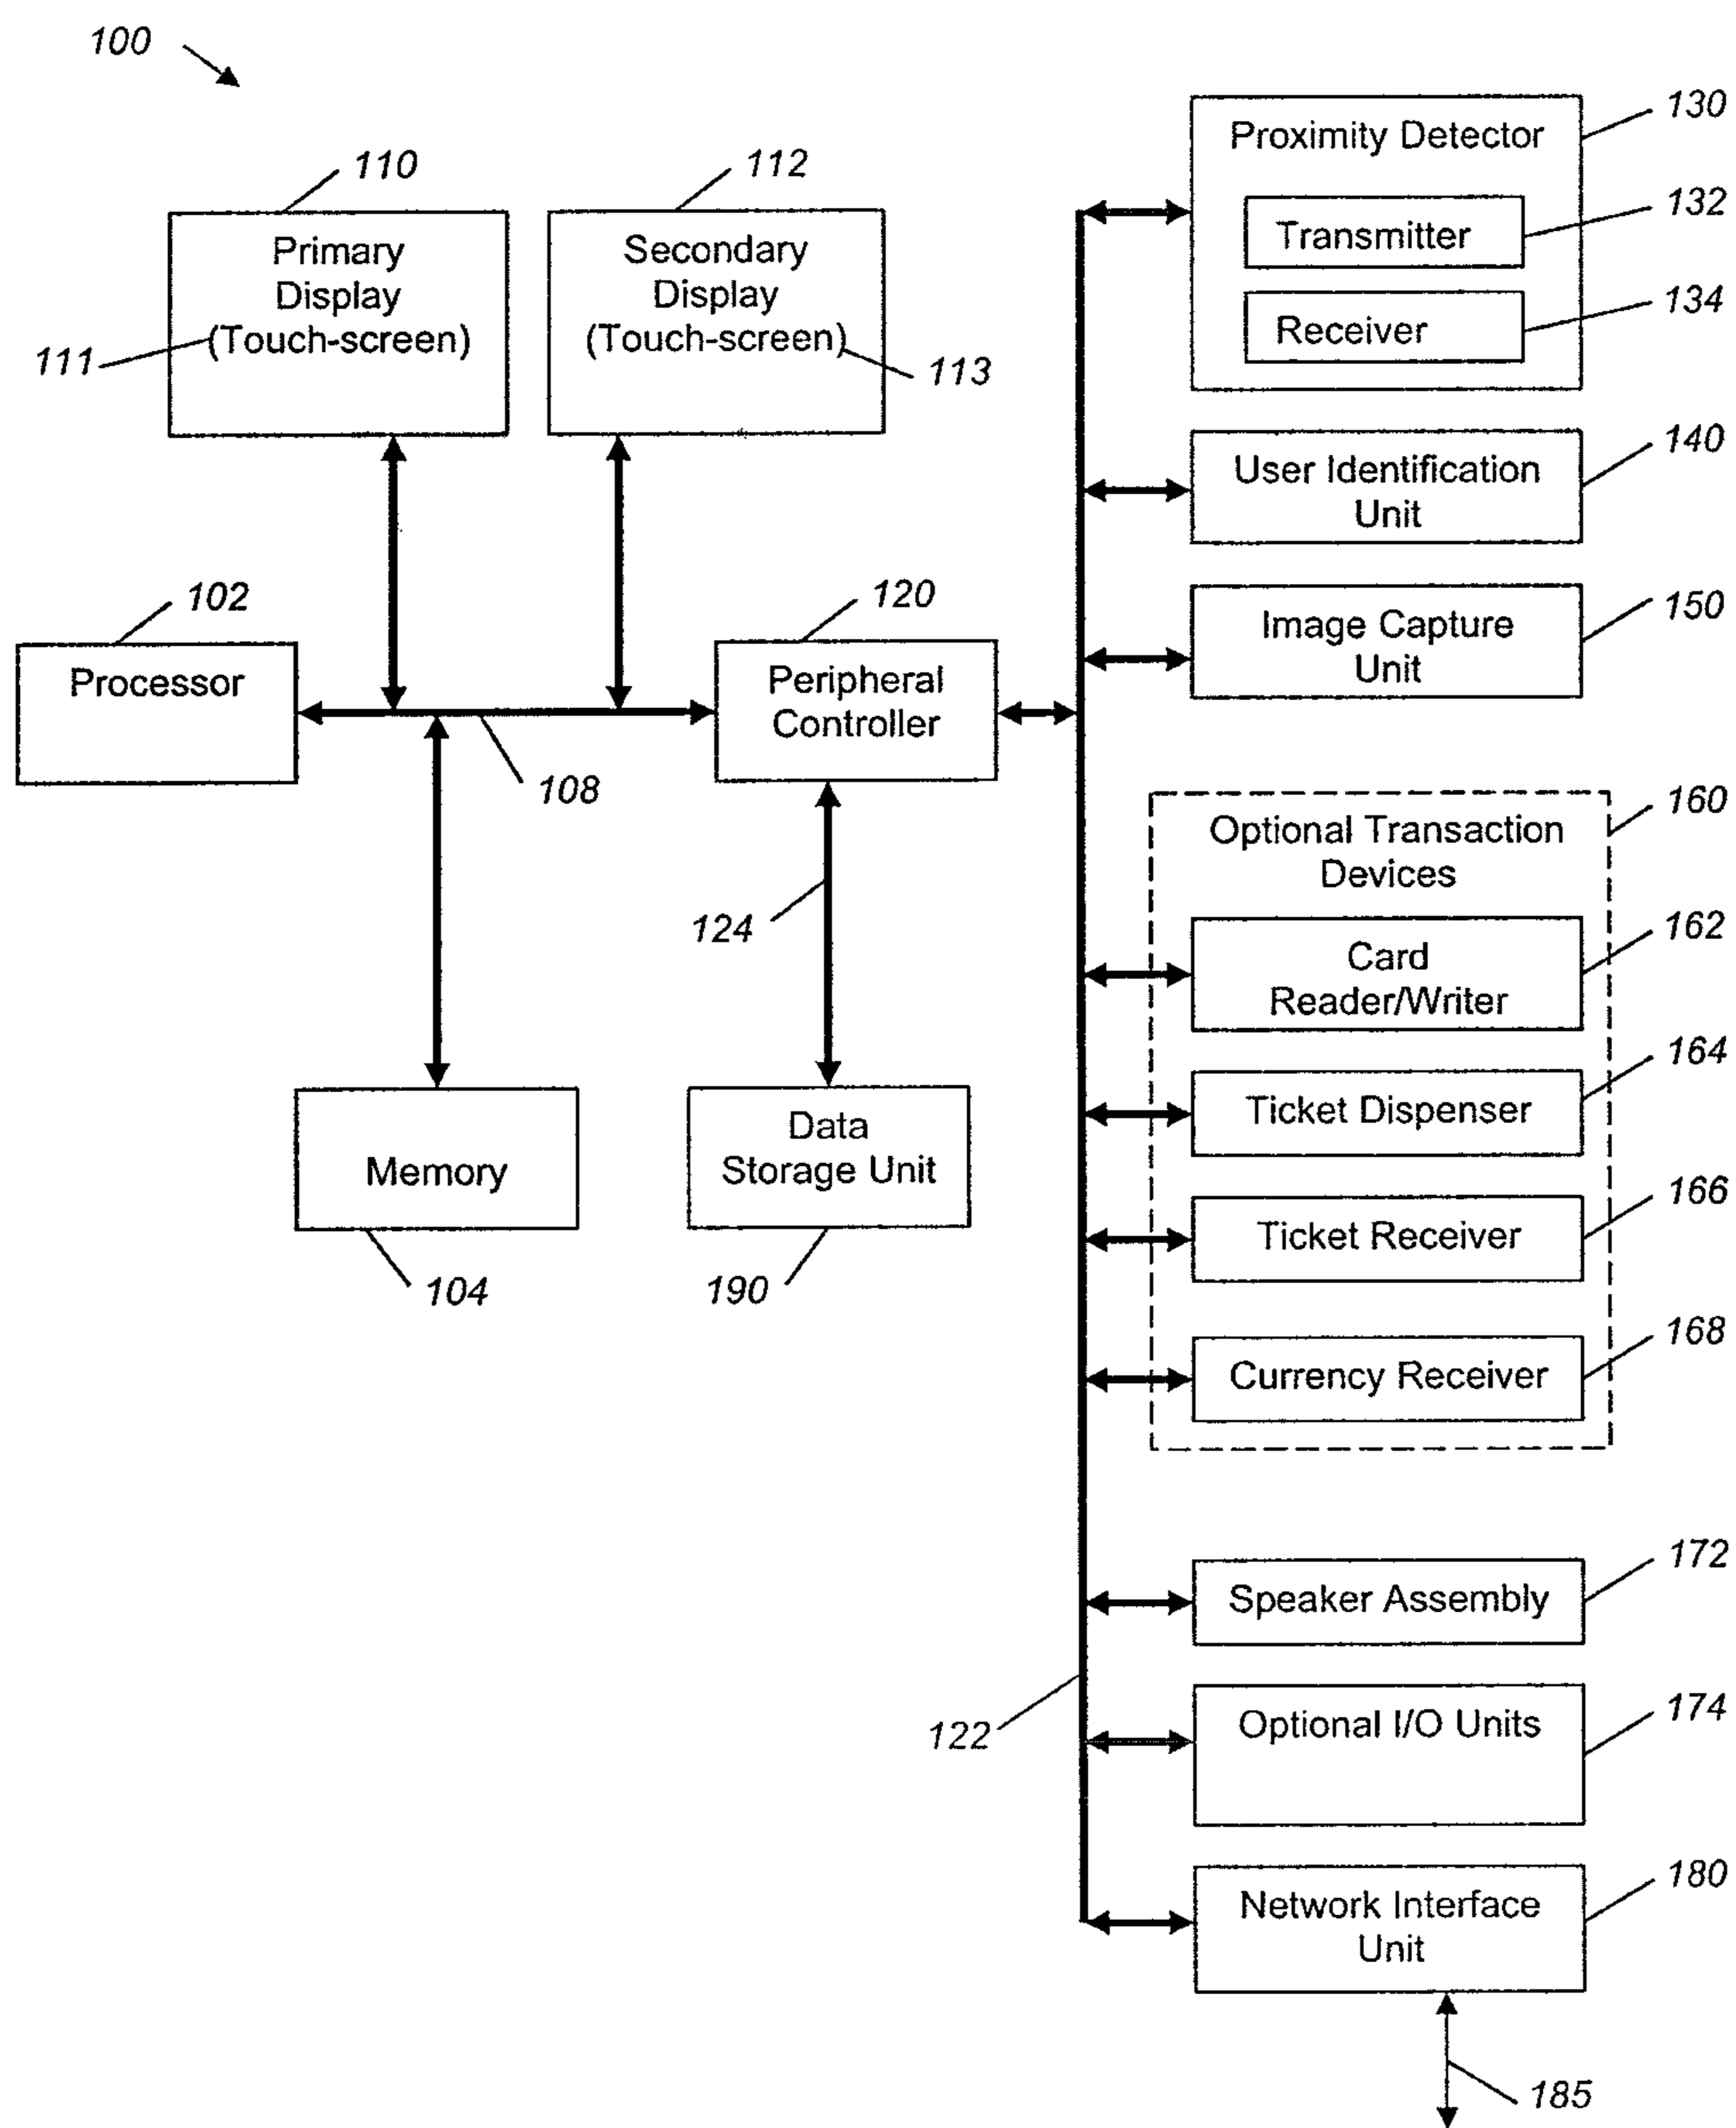 100
110
Primary
Display
(Touch-screen)
111
112
Secondary
Display
(Touch-screen)
113
102
Processor
120
Peripheral
Controller
108
124
Memory
104
Data
Storage Unit
190
130
Proximity Detector
132
Transmitter
134
Receiver
140
User Identification
Unit
150
Image Capture
Unit
160
Optional Transaction
Devices
162
Card
Reader/Writer
164
Ticket Dispenser
166
Ticket Receiver
168
Currency Receiver
172
Speaker Assembly
122
174
Optional I/O Units
180
Network Interface
Unit
185